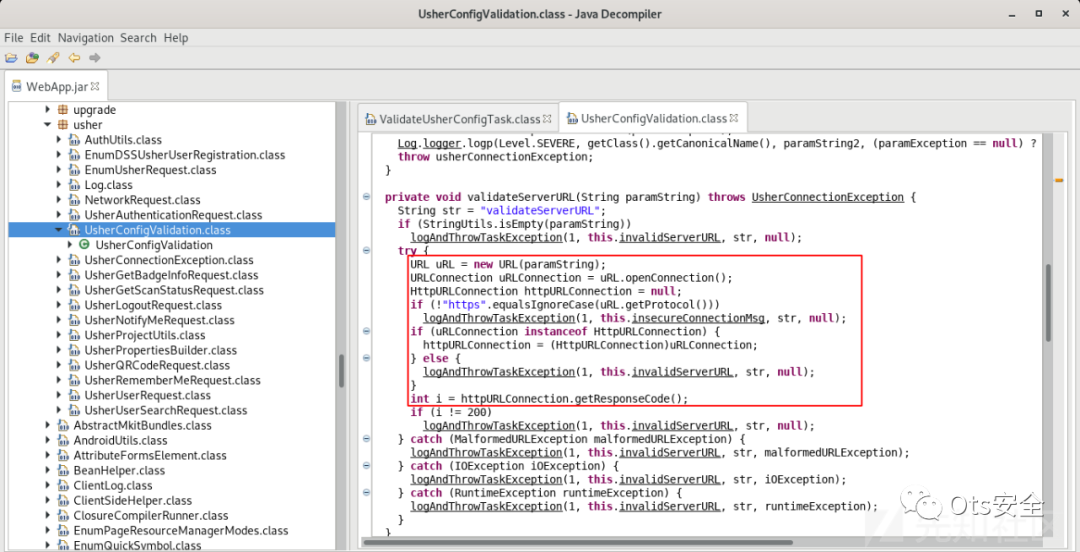 UsherConfigValidation.class - Java Decompiler
File Edit Navigation Search Help
WebApp.jar
upgrade
usher
AuthUtils.class
EnumDSSUsherUserRegistration.class
EnumUsherRequest.class
Log.class
NetworkRequest.class
UsherAuthenticationRequest.class
UsherConfigValidation.class
UsherConfigValidation
UsherConnectionException.class
UsherGetBadgeInfoRequest.class
UsherGetScanStatusRequest.class
UsherLogoutRequest.class
UsherNotifyMeRequest.class
UsherProjectUtils.class
UsherPropertiesBuilder.class
UsherQRCodeRequest.class
UsherRememberMeRequest.class
UsherUserRequest.class
UsherUserSearchRequest.class
AbstractMkitBundles.class
AndroidUtils.class
AttributeFormsElement.class
BeanHelper.class
ClientLog.class
ClientSideHelper.class
ClosureCompilerRunner.class
EnumPageResourceManagerModes.class
EnumQuickSymbol.class
ValidateUsherConfigTask.class
UsherConfigValidation.class
Log.logger.logp(Level.SEVERE, getClass().getCanonicalName(), paramString2, (paramException == null) ?
throw usherConnectionException;
}
private void validateServerURL(String paramString) throws UsherConnectionException {
String str = "validateServerURL";
if (StringUtils.isEmpty(paramString))
logAndThrowTaskException(1, this.invalidServerURL, str, null);
try {
URL uRL = new URL(paramString);
URLConnection uRLConnection = uRL.openConnection();
HttpURLConnection httpURLConnection = null;
if (!"https".equalsIgnoreCase(uRL.getProtocol()))
logAndThrowTaskException(1, this.insecureConnectionMsg, str, null);
if (uRLConnection instanceof HttpURLConnection) {
httpURLConnection = (HttpURLConnection)uRLConnection;
} else {
logAndThrowTaskException(1, this.invalidServerURL, str, null);
}
int i = httpURLConnection.getResponseCode();
if (i != 200)
logAndThrowTaskException(1, this.invalidServerURL, str, null);
} catch (MalformedURLException malformedURLException) {
logAndThrowTaskException(1, this.invalidServerURL, str, malformedURLException);
} catch (IOException iOException) {
logAndThrowTaskException(1, this.invalidServerURL, str, iOException);
} catch (RuntimeException runtimeException) {
logAndThrowTaskException(1, this.invalidServerURL, str, runtimeException);
}
}
Ots安全